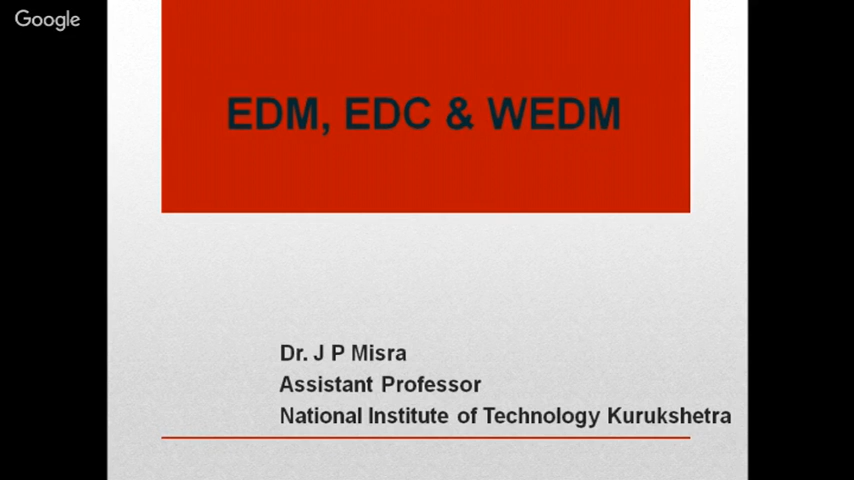 Google
EDM, EDC & WEDM
Dr. J P Misra
Assistant Professor
National Institute of Technology Kurukshetra